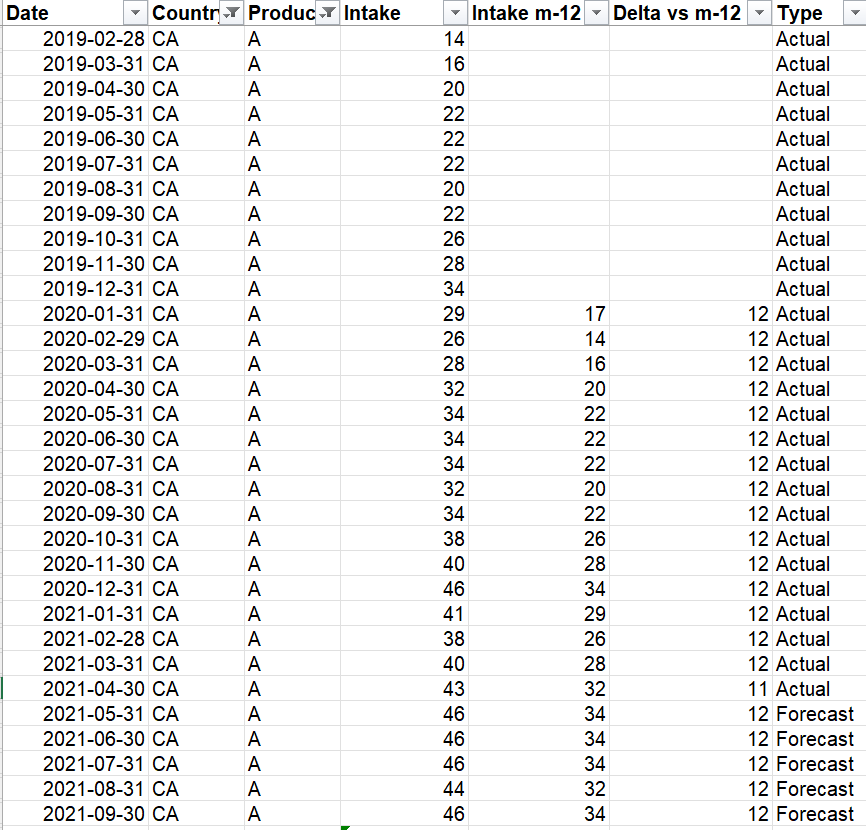 Date Country Produc Intake Intake m-12 Delta vs m-12 Type
2019-02-28 CA A 14 Actual
2019-03-31 CA A 16 Actual
2019-04-30 CA A 20 Actual
2019-05-31 CA A 22 Actual
2019-06-30 CA A 22 Actual
2019-07-31 CA A 22 Actual
2019-08-31 CA A 20 Actual
2019-09-30 CA A 22 Actual
2019-10-31 CA A 26 Actual
2019-11-30 CA A 28 Actual
2019-12-31 CA A 34 Actual
2020-01-31 CA A 29 17 12 Actual
2020-02-29 CA A 26 14 12 Actual
2020-03-31 CA A 28 16 12 Actual
2020-04-30 CA A 32 20 12 Actual
2020-05-31 CA A 34 22 12 Actual
2020-06-30 CA A 34 22 12 Actual
2020-07-31 CA A 34 22 12 Actual
2020-08-31 CA A 32 20 12 Actual
2020-09-30 CA A 34 22 12 Actual
2020-10-31 CA A 38 26 12 Actual
2020-11-30 CA A 40 28 12 Actual
2020-12-31 CA A 46 34 12 Actual
2021-01-31 CA A 41 29 12 Actual
2021-02-28 CA A 38 26 12 Actual
2021-03-31 CA A 40 28 12 Actual
2021-04-30 CA A 43 32 11 Actual
2021-05-31 CA A 46 34 12 Forecast
2021-06-30 CA A 46 34 12 Forecast
2021-07-31 CA A 46 34 12 Forecast
2021-08-31 CA A 44 32 12 Forecast
2021-09-30 CA A 46 34 12 Forecast